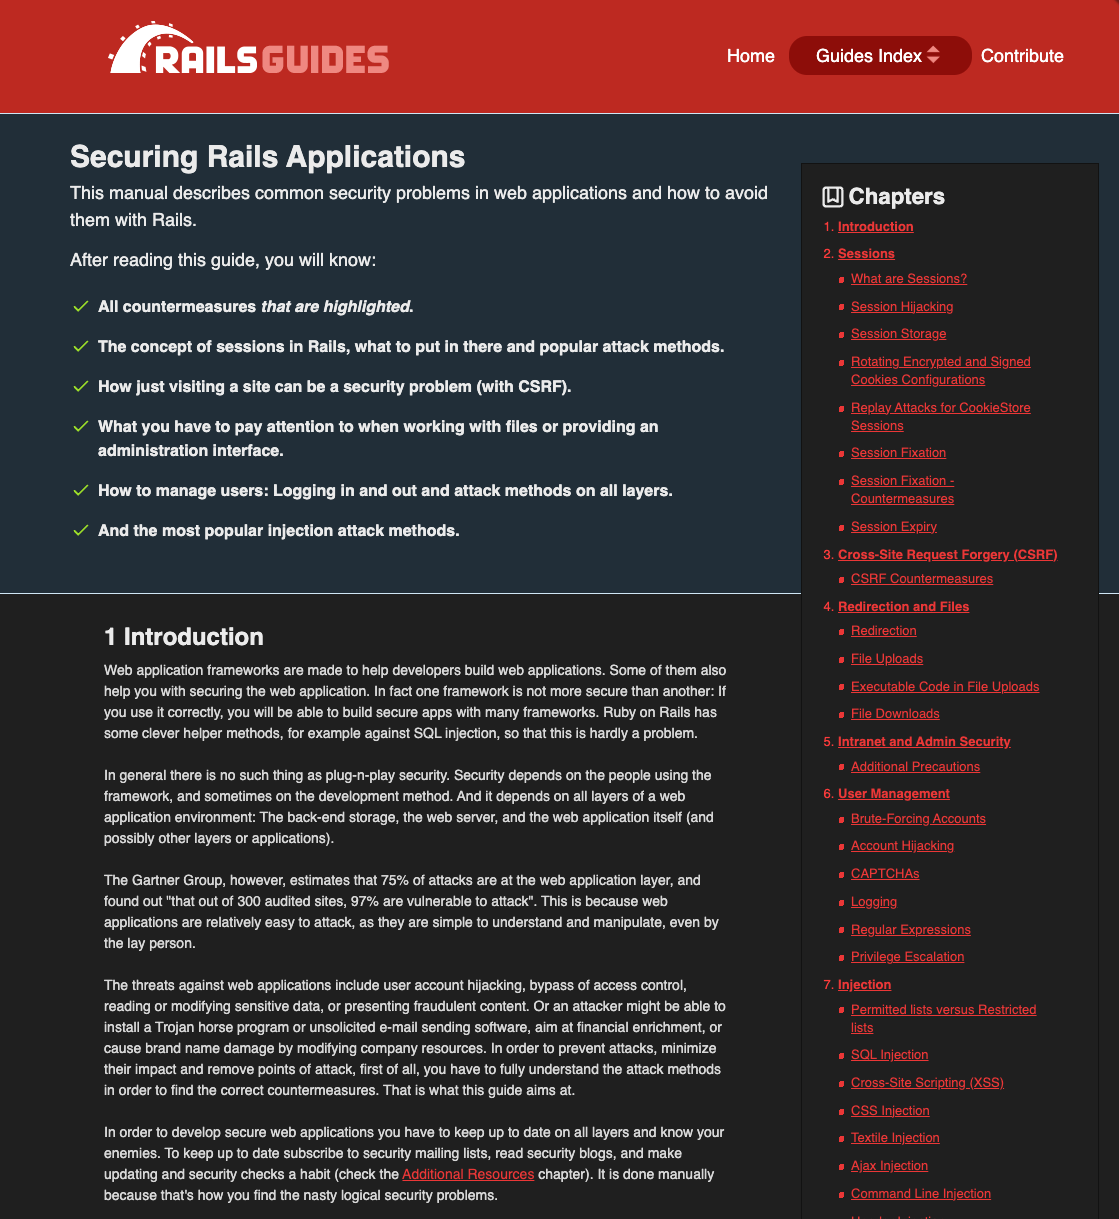 RAILS GUIDES
Home
Guides Index
Contribute
Securing Rails Applications
This manual describes common security problems in web applications and how to avoid
them with Rails.
After reading this guide, you will know:
All countermeasures that are highlighted.
The concept of sessions in Rails, what to put in there and popular attack methods.
How just visiting a site can be a security problem (with CSRF).
What you have to pay attention to when working with files or providing an
administration interface.
How to manage users: Logging in and out and attack methods on all layers.
And the most popular injection attack methods.
1 Introduction
Web application frameworks are made to help developers build web applications. Some of them also
help you with securing the web application. In fact one framework is not more secure than another: If
you use it correctly, you will be able to build secure apps with many frameworks. Ruby on Rails has
some clever helper methods, for example against SQL injection, so that this is hardly a problem.
In general there is no such thing as plug-n-play security. Security depends on the people using the
framework, and sometimes on the development method. And it depends on all layers of a web
application environment: The back-end storage, the web server, and the web application itself (and
possibly other layers or applications).
The Gartner Group, however, estimates that 75% of attacks are at the web application layer, and
found out "that out of 300 audited sites, 97% are vulnerable to attack". This is because web
applications are relatively easy to attack, as they are simple to understand and manipulate, even by
the lay person.
The threats against web applications include user account hijacking, bypass of access control,
reading or modifying sensitive data, or presenting fraudulent content. Or an attacker might be able to
install a Trojan horse program or unsolicited e-mail sending software, aim at financial enrichment, or
cause brand name damage by modifying company resources. In order to prevent attacks, minimize
their impact and remove points of attack, first of all, you have to fully understand the attack methods
in order to find the correct countermeasures. That is what this guide aims at.
In order to develop secure web applications you have to keep up to date on all layers and know your
enemies. To keep up to date subscribe to security mailing lists, read security blogs, and make
updating and security checks a habit (check the Additional Resources chapter). It is done manually
because that's how you find the nasty logical security problems.
Chapters
1. Introduction
2. Sessions
What are Sessions?
Session Hijacking
Session Storage
Rotating Encrypted and Signed
Cookies Configurations
Replay Attacks for CookieStore
Sessions
Session Fixation
Session Fixation -
Countermeasures
Session Expiry
3. Cross-Site Request Forgery (CSRF)
CSRF Countermeasures
4. Redirection and Files
Redirection
File Uploads
Executable Code in File Uploads
File Downloads
5. Intranet and Admin Security
Additional Precautions
6. User Management
Brute-Forcing Accounts
Account Hijacking
CAPTCHAs
Logging
Regular Expressions
Privilege Escalation
7. Injection
Permitted lists versus Restricted
lists
SQL Injection
Cross-Site Scripting (XSS)
CSS Injection
Textile Injection
Ajax Injection
Command Line Injection